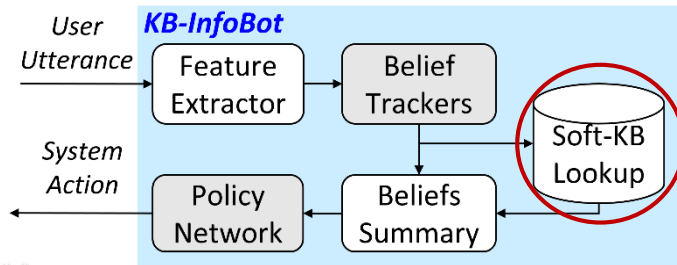 KB-InfoBot
User
Utterance
Feature
Extractor
Belief
Trackers
Soft-KB
Lookup
System
Action
Policy
Network
Beliefs
Summary